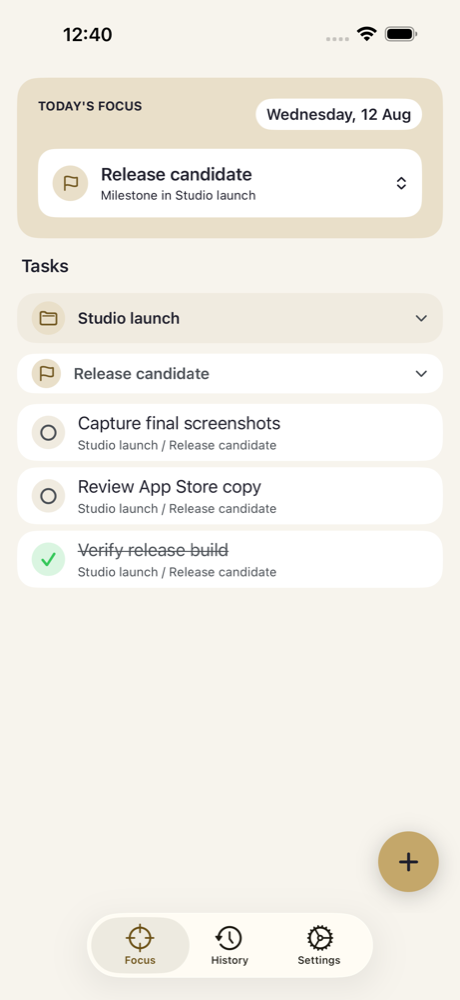 12:40
TODAY'S FOCUS
Wednesday, 12 Aug
Release candidate
Milestone in Studio launch
Tasks
Studio launch
Release candidate
Capture final screenshots
Studio launch / Release candidate
Review App Store copy
Studio launch / Release candidate
Verify release build
Studio launch / Release candidate
Focus
History
Settings